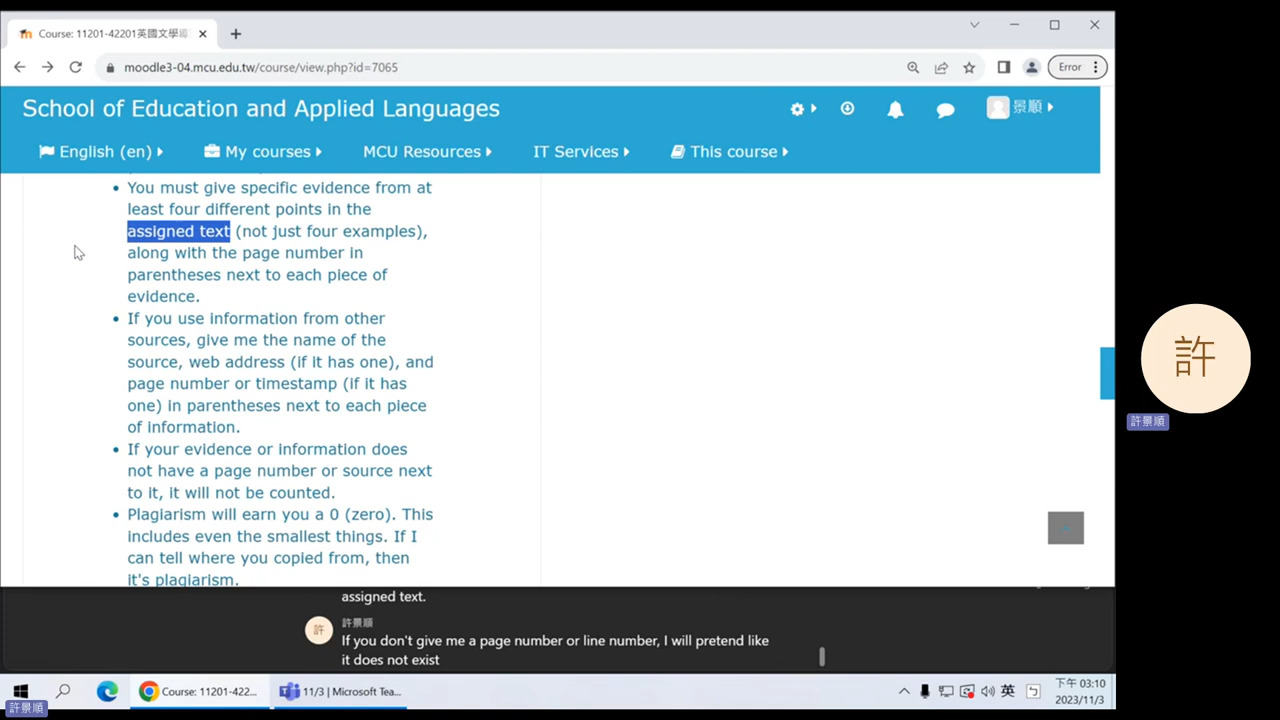 Course: 11201-42201英國文學導
moodle3-04.mcu.edu.tw/course/view.php?id=7065
Error
School of Education and Applied Languages
景順
English (en)
My courses
MCU Resources
IT Services
This course
• You must give specific evidence from at
least four different points in the
assigned text (not just four examples),
along with the page number in
parentheses next to each piece of
evidence.
• If you use information from other
sources, give me the name of the
source, web address (if it has one), and
page number or timestamp (if it has
one) in parentheses next to each piece
of information.
• If your evidence or information does
not have a page number or source next
to it, it will not be counted.
• Plagiarism will earn you a 0 (zero). This
includes even the smallest things. If I
can tell where you copied from, then
it's plagiarism.
許
許景順
assigned text.
許
許景順
If you don't give me a page number or line number, I will pretend like
it does not exist
Course: 11201-422...
11/3 | Microsoft Tea...
英
下午 03:10
2023/11/3
許景順